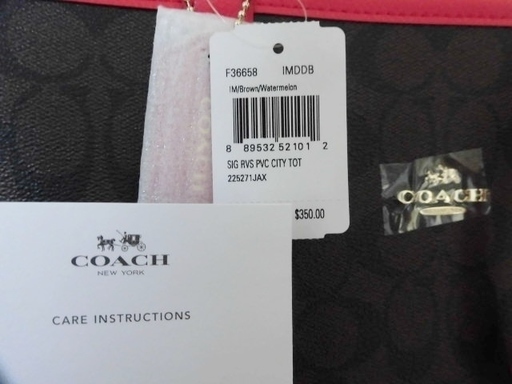 F36658 IMDDB
IM/Brown/Watermelon
8 89532 52101 2
SIG RVS PVC CITY TOT
225271JAX
$350.00
COACH
COACH
NEW YORK
CARE INSTRUCTIONS